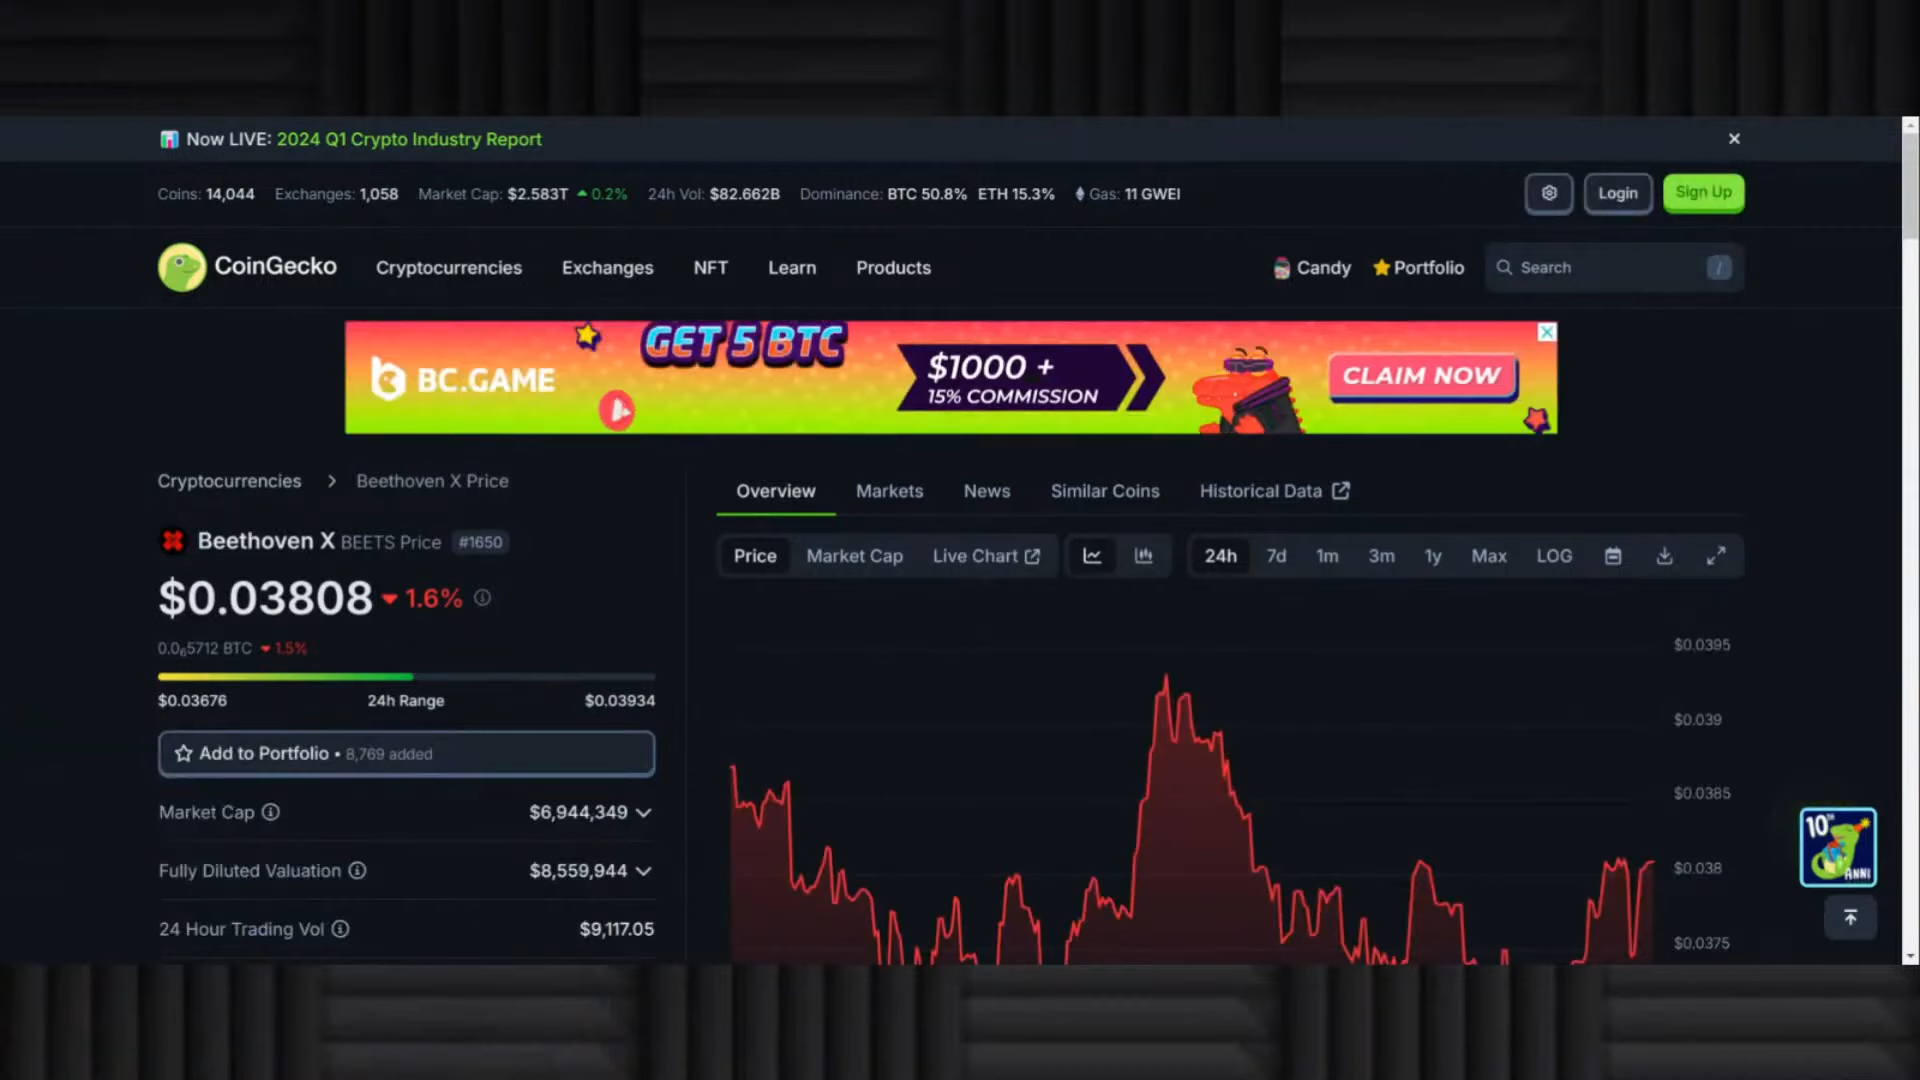 Now LIVE: 2024 Q1 Crypto Industry Report
Coins: 14,044 Exchanges: 1,058 Market Cap: $2.583T 0.2% 24h Vol: $82.662B Dominance: BTC 50.8% ETH 15.3% Gas: 11 GWEI
Login
Sign Up
CoinGecko
Cryptocurrencies
Exchanges
NFT
Learn
Products
Candy
Portfolio
Search
/
BC.GAME
GET 5 BTC
$1000 +
15% COMMISSION
CLAIM NOW
Cryptocurrencies
Beethoven X Price
Beethoven X BEETS Price #1650
$0.03808 1.6%
0.0₆5712 BTC 1.5%
$0.03676 24h Range $0.03934
Add to Portfolio • 8,769 added
Market Cap $6,944,349
Fully Diluted Valuation $8,559,944
24 Hour Trading Vol $9,117.05
Overview
Markets
News
Similar Coins
Historical Data
Price
Market Cap
Live Chart
24h
7d
1m
3m
1y
Max
LOG
$0.0395
$0.039
$0.0385
$0.038
$0.0375
10TH
ANNI